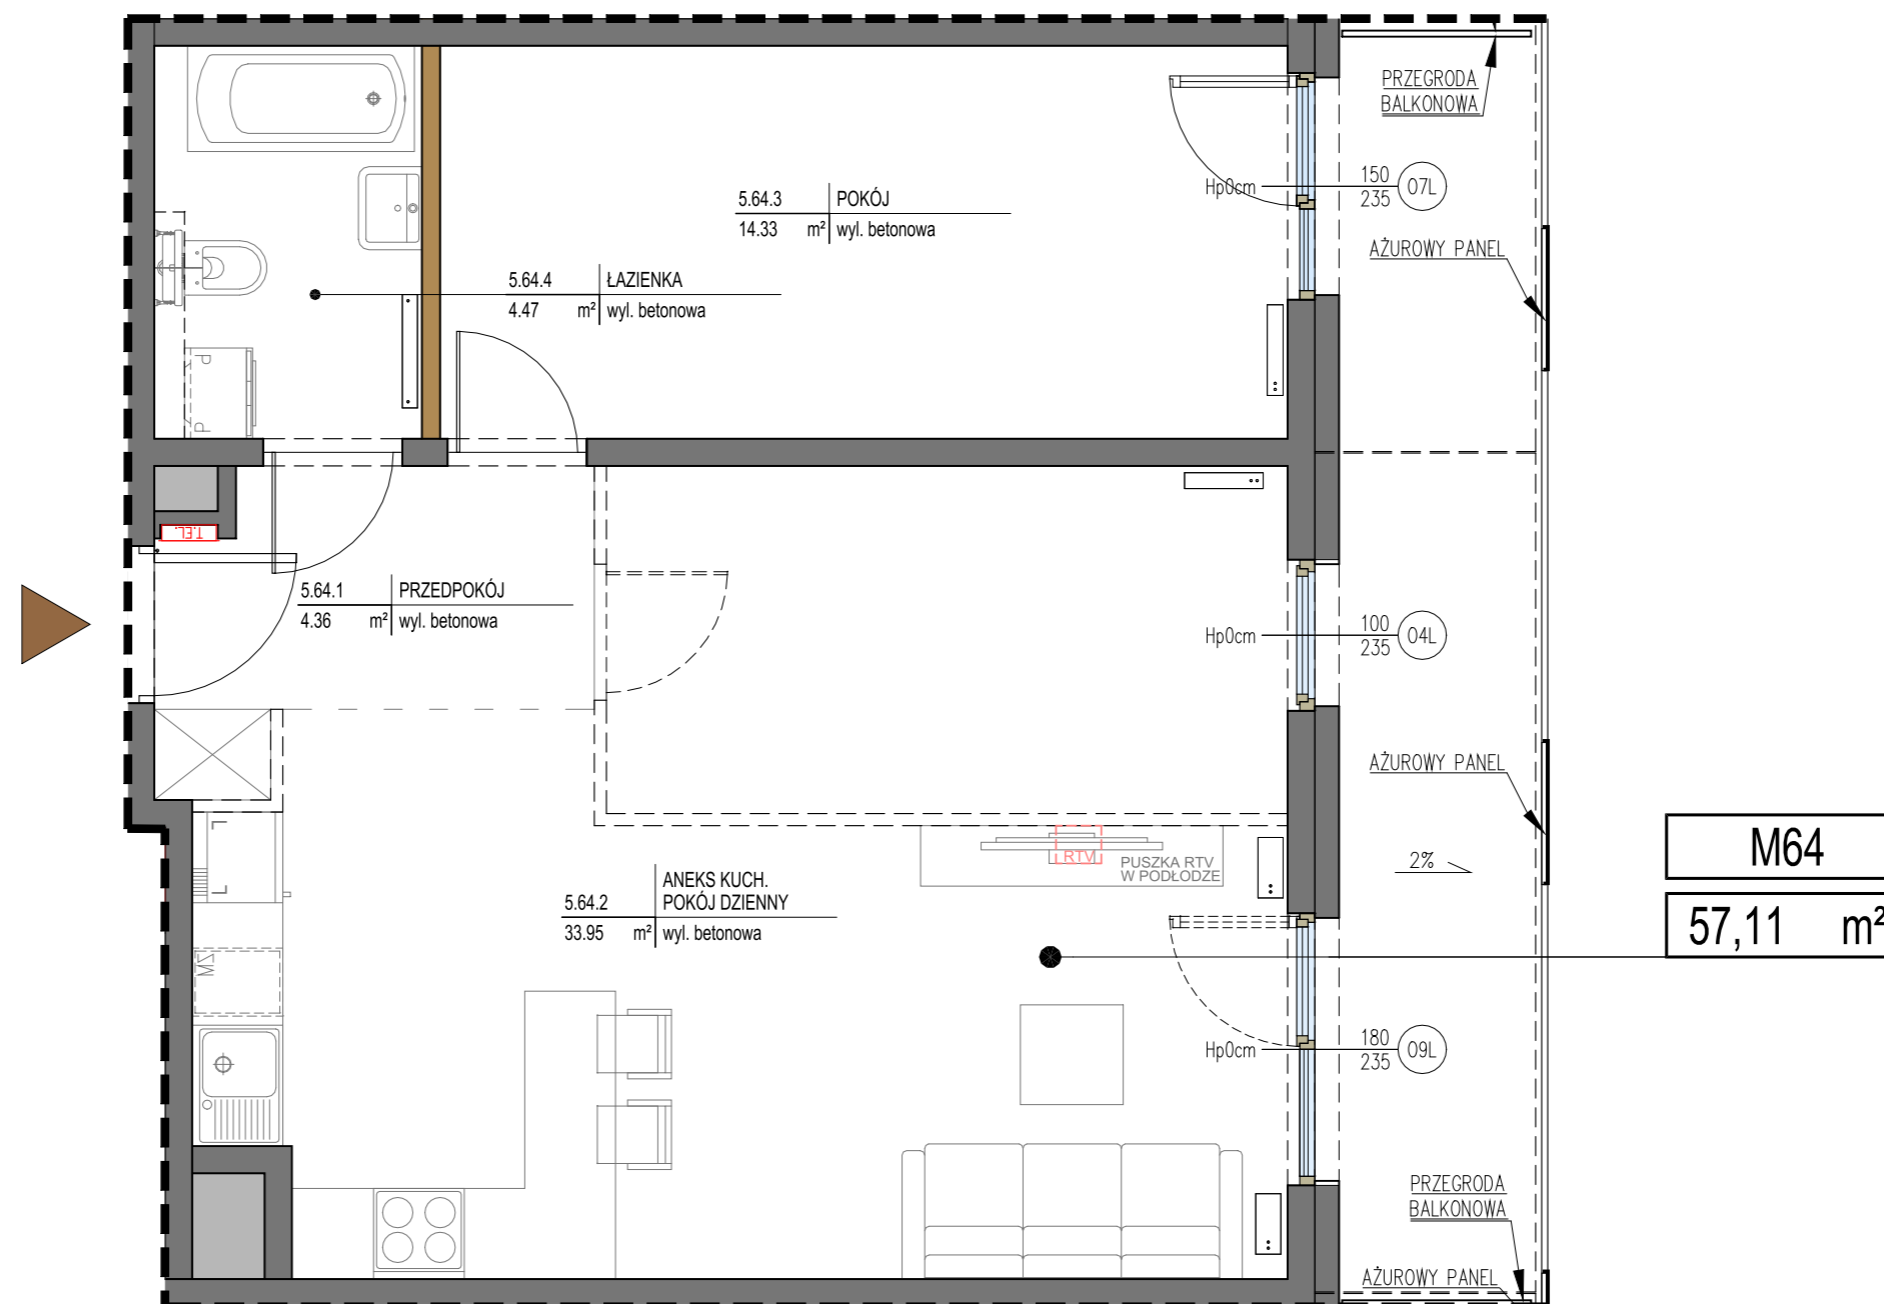 PRZEGRODA
BALKONOWA
5.64.3 POKÓJ
14.33 m² wyl. betonowa
Hp0cm
150
235
07L
AŻUROWY PANEL
5.64.4 ŁAZIENKA
4.47 m² wyl. betonowa
P
P
T.EL.
5.64.1 PRZEDPOKÓJ
4.36 m² wyl. betonowa
Hp0cm
100
235
04L
AŻUROWY PANEL
RTV
PUSZKA RTV
W PODŁODZE
2%
M64
57,11 m²
5.64.2 ANEKS KUCH.
POKÓJ DZIENNY
33.95 m² wyl. betonowa
ZM
Hp0cm
180
235
09L
PRZEGRODA
BALKONOWA
AŻUROWY PANEL